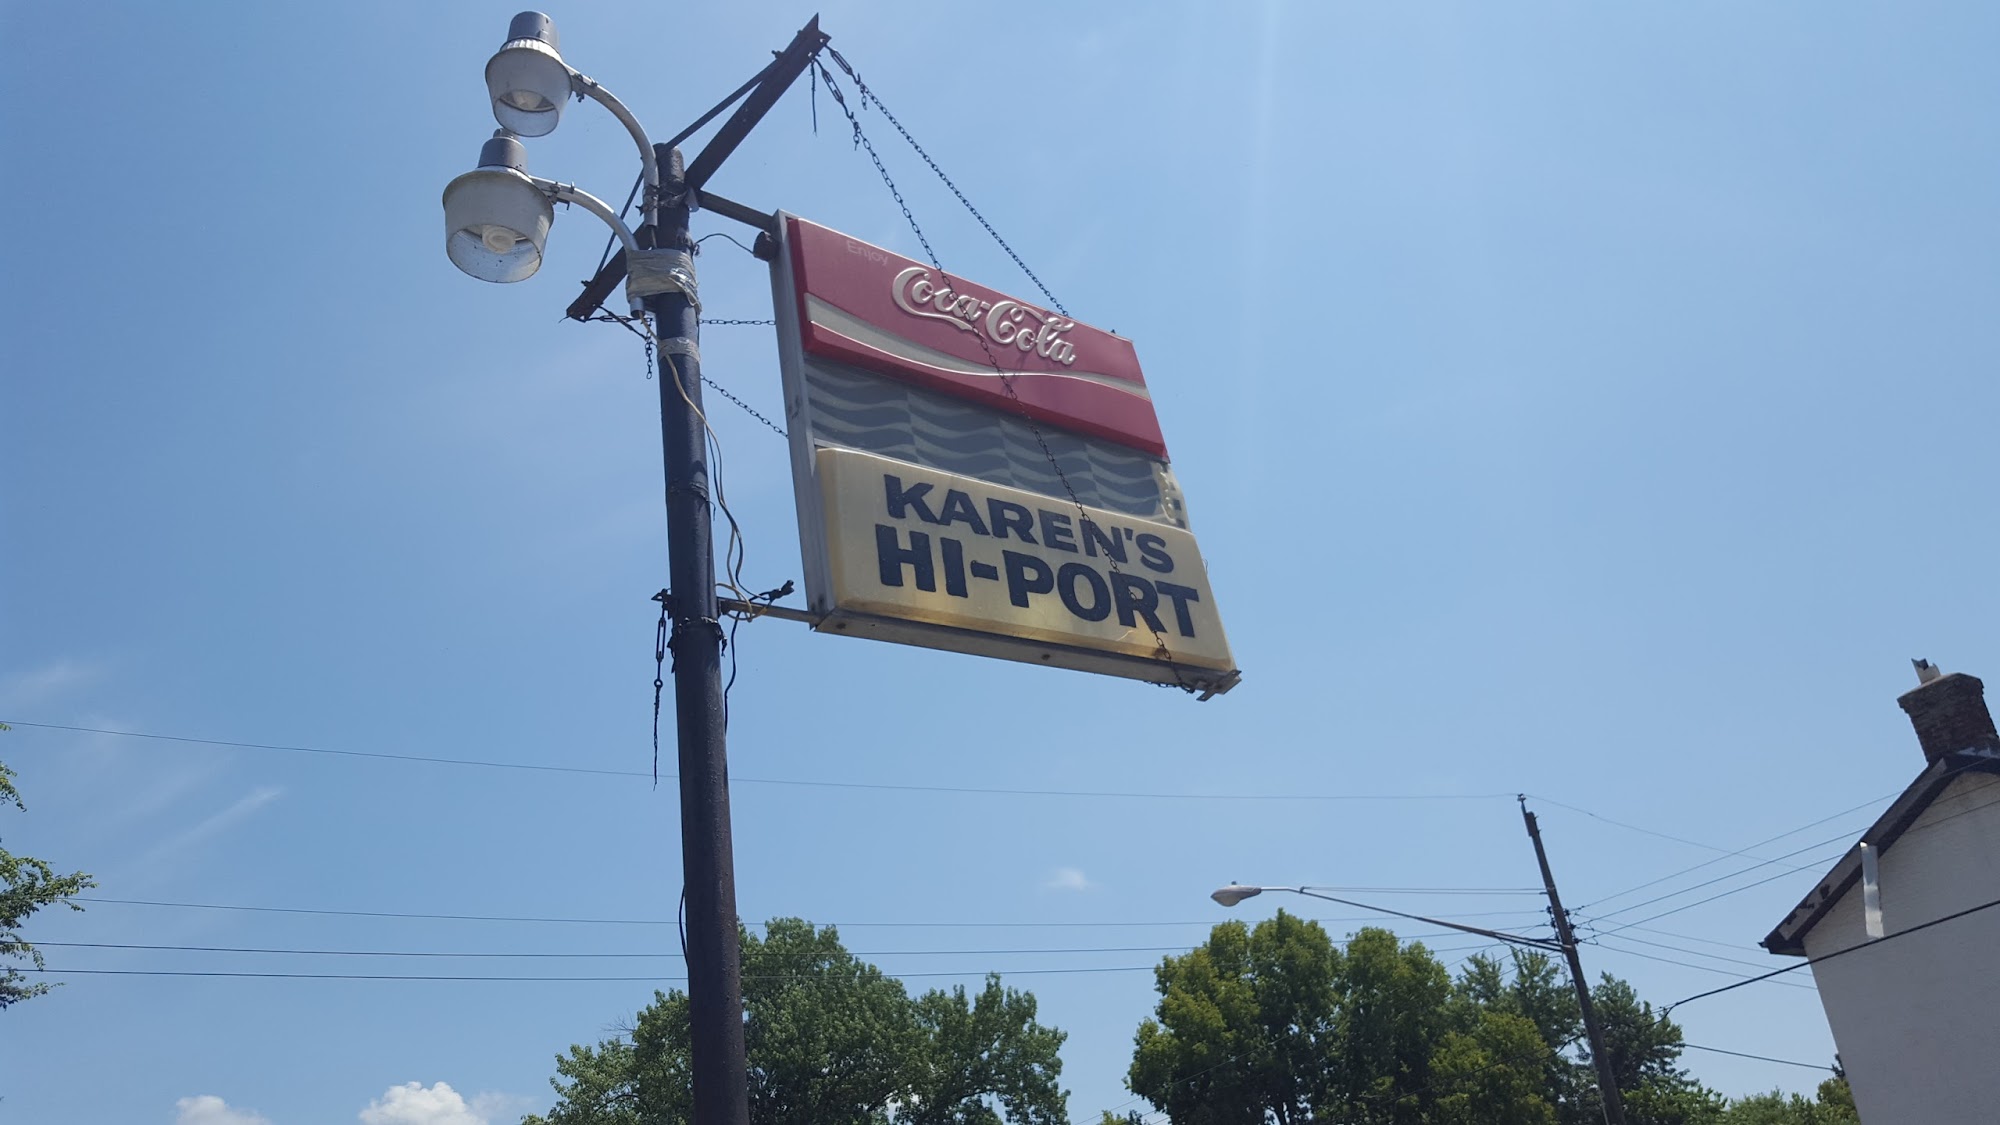 Enjoy
Coca-Cola
KAREN'S
HI-PORT